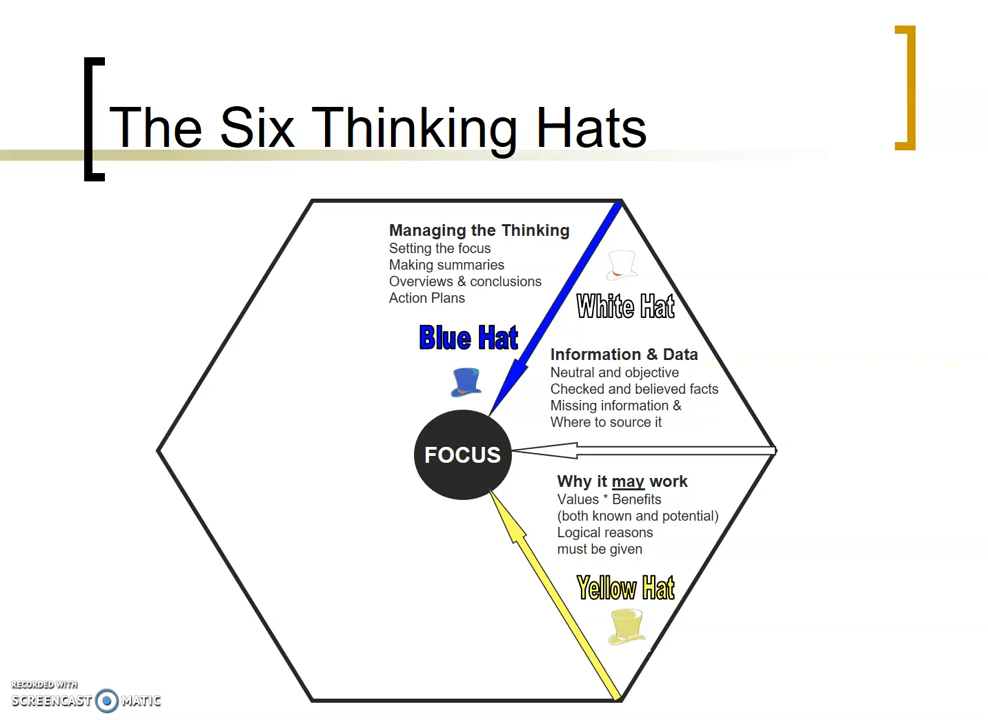 The Six Thinking Hats
Managing the Thinking
Setting the focus
Making summaries
Overviews & conclusions
Action Plans
Blue Hat
White Hat
Information & Data
Neutral and objective
Checked and believed facts
Missing information &
Where to source it
FOCUS
Why it may work
Values * Benefits
(both known and potential)
Logical reasons
must be given
Yellow Hat
RECORDED WITH
SCREENCAST MATIC